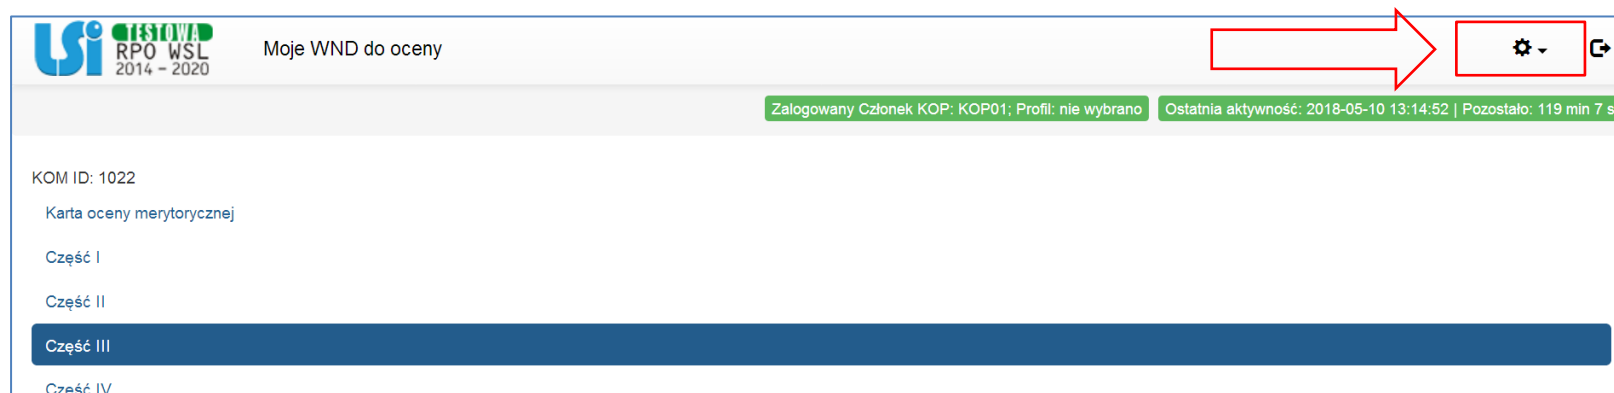 LSi TESTOWA
RPO WSL
2014 - 2020
Moje WND do oceny
Zalogowany Członek KOP: KOP01; Profil: nie wybrano
Ostatnia aktywność: 2018-05-10 13:14:52 | Pozostało: 119 min 7 s
KOM ID: 1022
Karta oceny merytorycznej
Część I
Część II
Część III
Część IV